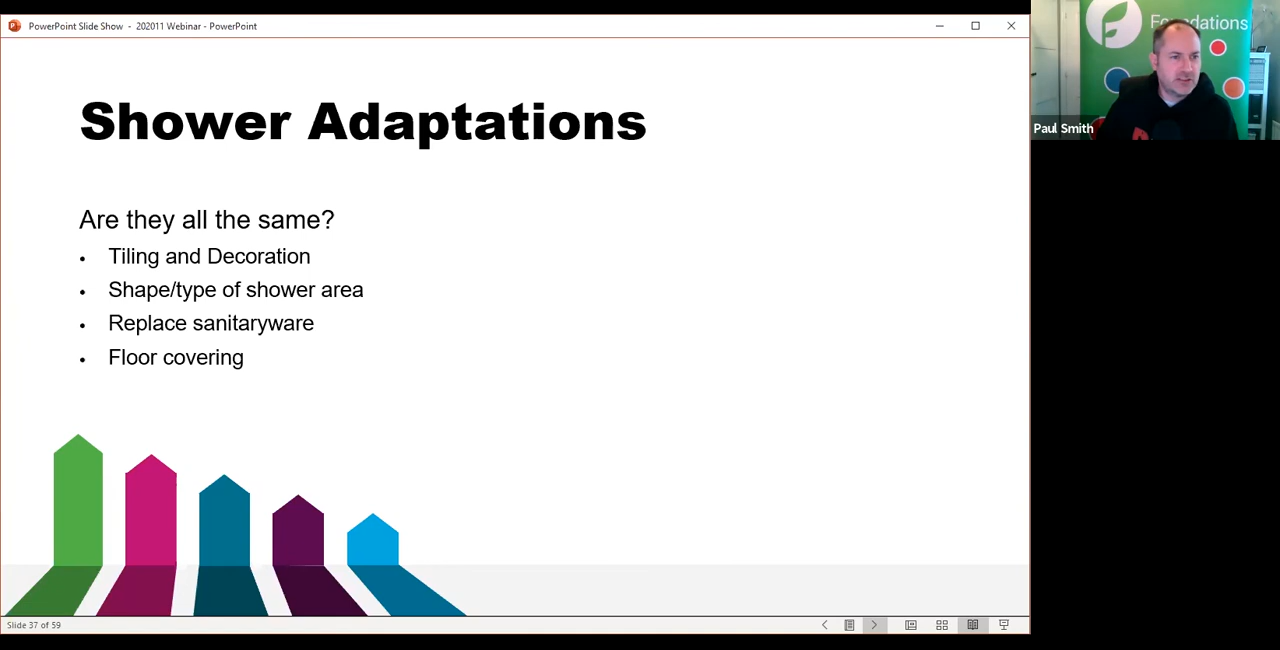 PowerPoint Slide Show - 202011 Webinar - PowerPoint
Foundations
Paul Smith
Shower Adaptations
Are they all the same?
• Tiling and Decoration
• Shape/type of shower area
• Replace sanitaryware
• Floor covering
Slide 37 of 59